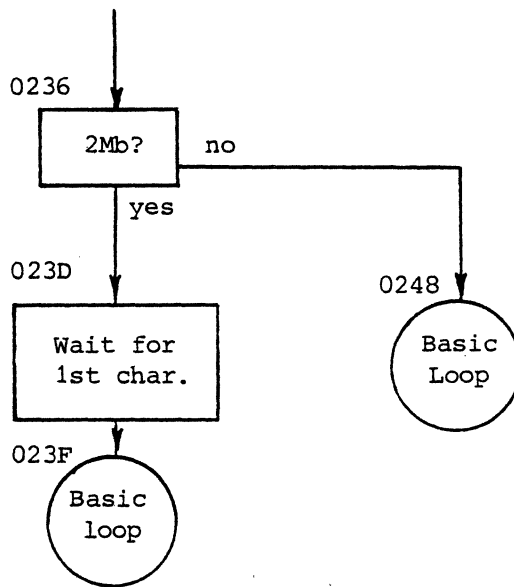 0236
2Mb?
no
yes
023D
0248
Wait for
1st char.
Basic
Loop
023F
Basic
loop